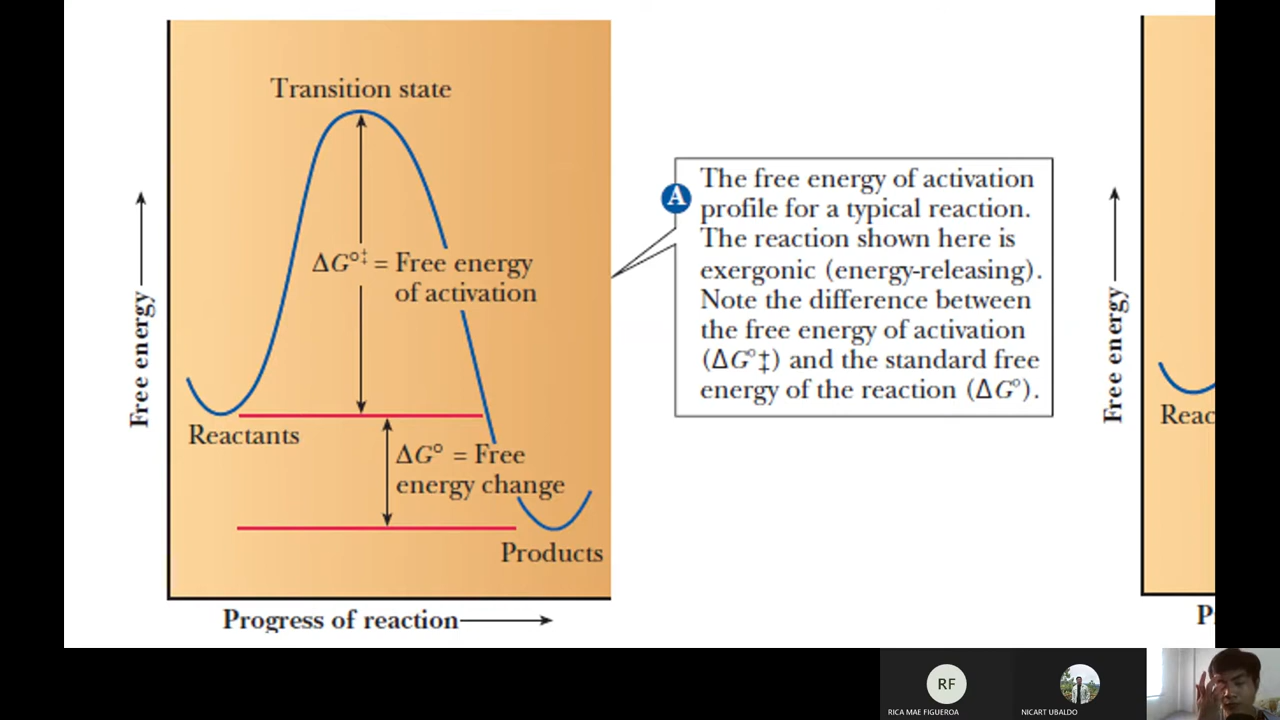 Transition state
ΔG°‡ = Free energy
of activation
Reactants
ΔG° = Free
energy change
Products
Free energy
Progress of reaction
A
The free energy of activation
profile for a typical reaction.
The reaction shown here is
exergonic (energy-releasing).
Note the difference between
the free energy of activation
(ΔG°‡) and the standard free
energy of the reaction (ΔG°).
Free energy
Reac
P
RF
RICA MAE FIGUEROA
NICART UBALDO